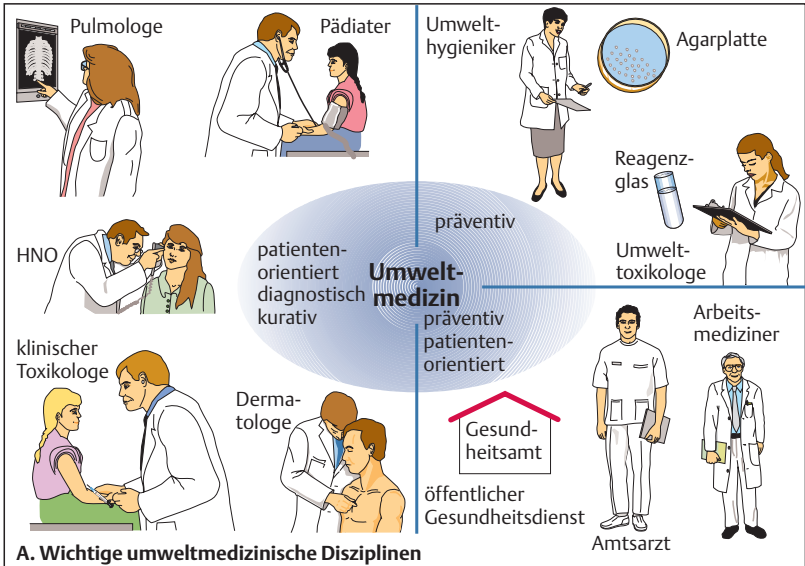 Pulmologe
Pädiater
Umwelt-
hygieniker
Agarplatte
Reagenz-
glas
Umwelt-
toxikologe
HNO
patienten-
orientiert
diagnostisch
kurativ
präventiv
Umwelt-
medizin
präventiv
patienten-
orientiert
klinischer
Toxikologe
Derma-
tologe
Gesund-
heitsamt
öffentlicher
Gesundheitsdienst
Arbeits-
mediziner
Amtsarzt
A. Wichtige umweltmedizinische Disziplinen